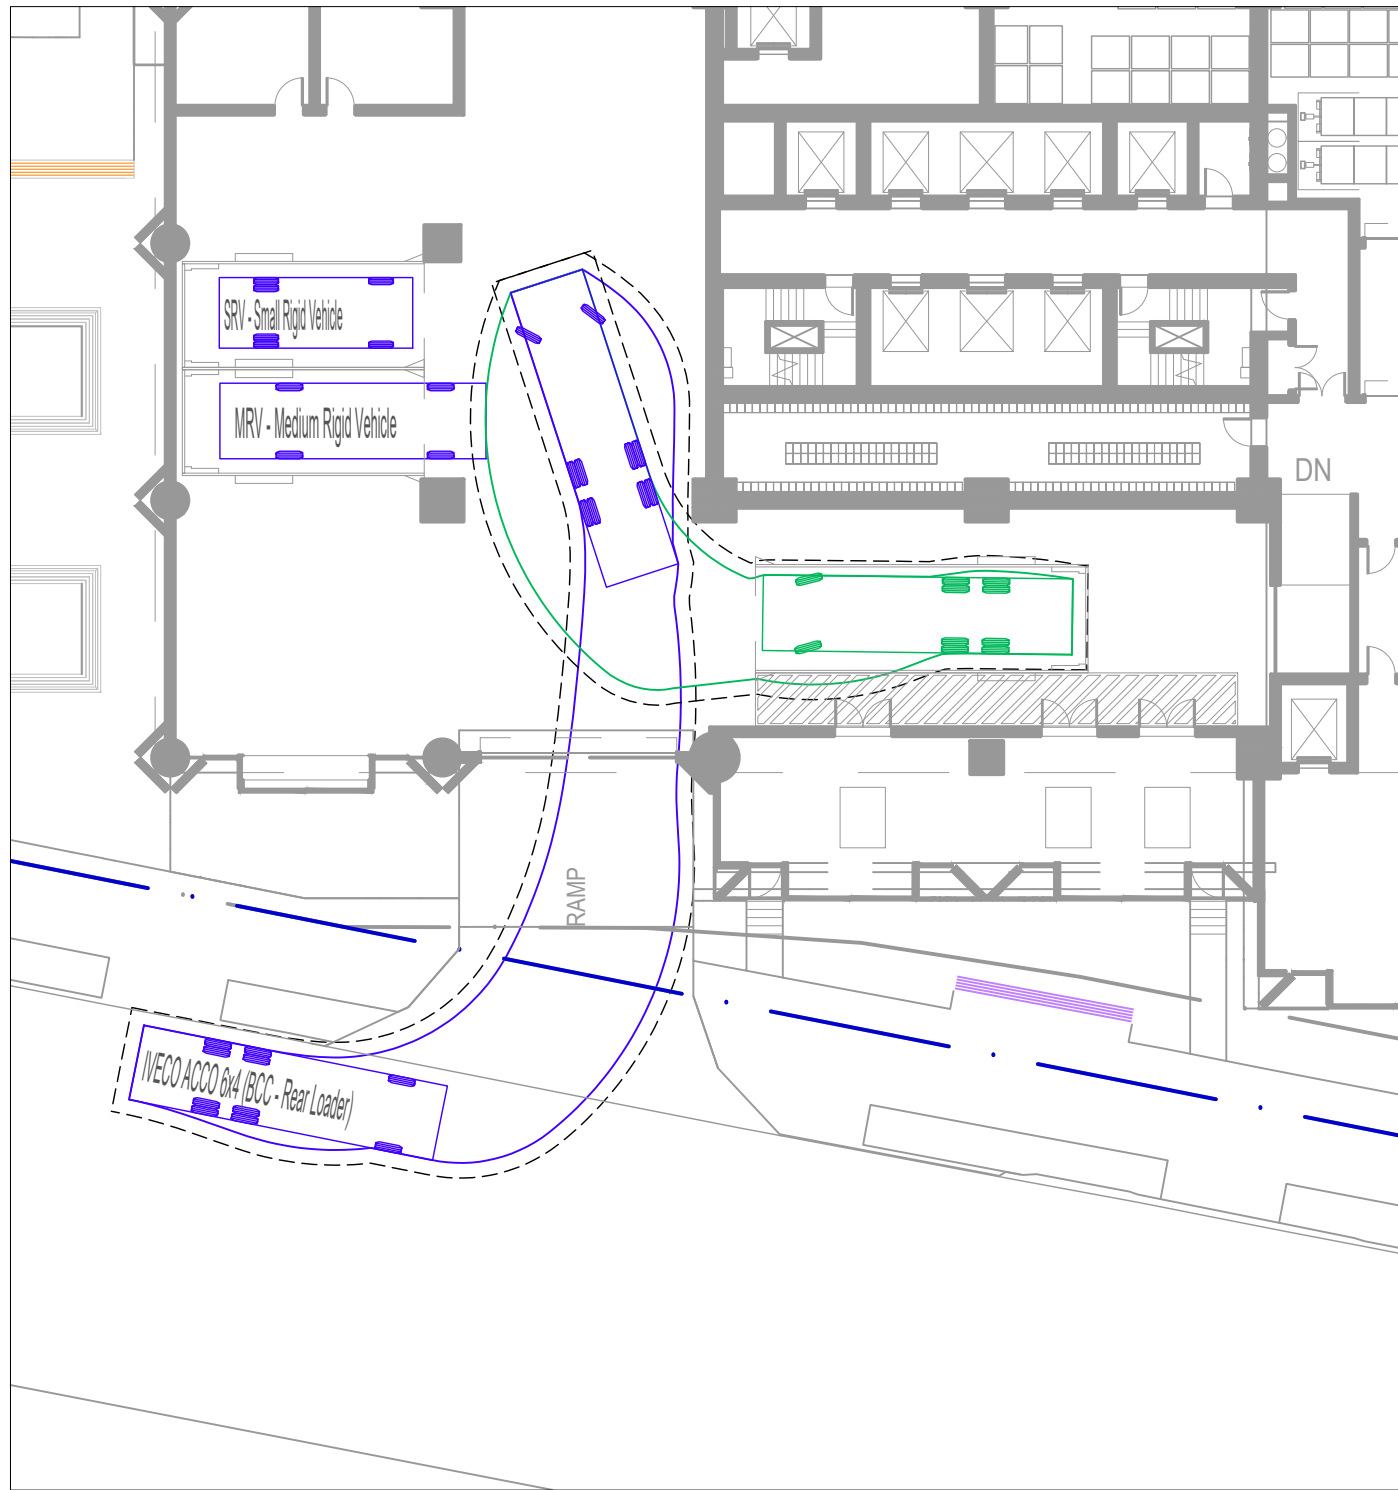 SRV - Small Rigid Vehicle
MRV - Medium Rigid Vehicle
DN
RAMP
IVECO ACCO 6x4 (BCC - Rear Loader)